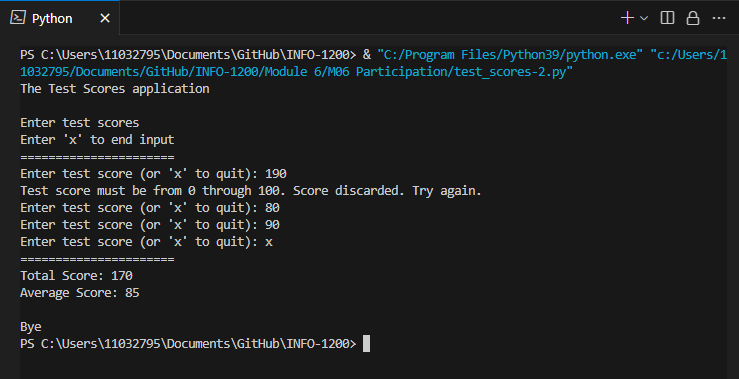 Python
PS C:\Users\11032795\Documents\GitHub\INFO-1200> & "C:/Program Files/Python39/python.exe" "c:/Users/1
1032795/Documents/GitHub/INFO-1200/Module 6/M06 Participation/test_scores-2.py"
The Test Scores application
Enter test scores
Enter 'x' to end input
======================
Enter test score (or 'x' to quit): 190
Test score must be from 0 through 100. Score discarded. Try again.
Enter test score (or 'x' to quit): 80
Enter test score (or 'x' to quit): 90
Enter test score (or 'x' to quit): x
======================
Total Score: 170
Average Score: 85
Bye
PS C:\Users\11032795\Documents\GitHub\INFO-1200>